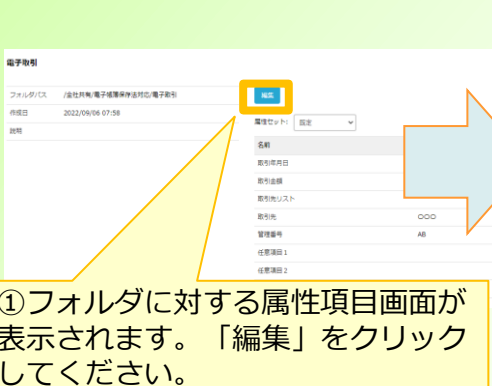 電子取引
フォルダパス /会社共有/電子帳簿保存法対応/電子取引
作成日 2022/09/06 07:58
説明
編集
属性セット: 指定
名前
取引年月日
取引金額
取引先リスト
取引先 〇〇〇
管理番号 AB
任意項目1
任意項目2
①フォルダに対する属性項目画面が
表示されます。「編集」をクリック
してください。